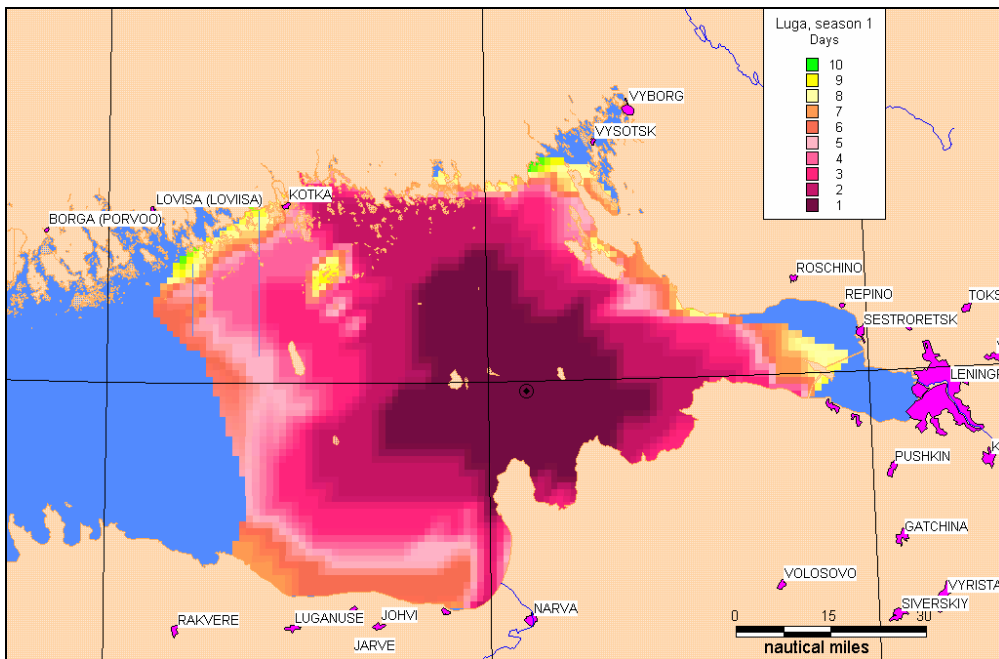 Luga, season 1
Days
10
9
8
7
6
5
4
3
2
1
VYBORG
VYSOTSK
LOVISA (LOVIISA)
KOTKA
BORGA (PORVOO)
ROSCHINO
REPINO
TOKS
SESTRORETSK
LENINGR
PUSHKIN
K
GATCHINA
VOLOSOVO
VYRISTA
SIVERSKIY
NARVA
RAKVERE
LUGANUSE
JOHVI
JARVE
0 15 30
nautical miles